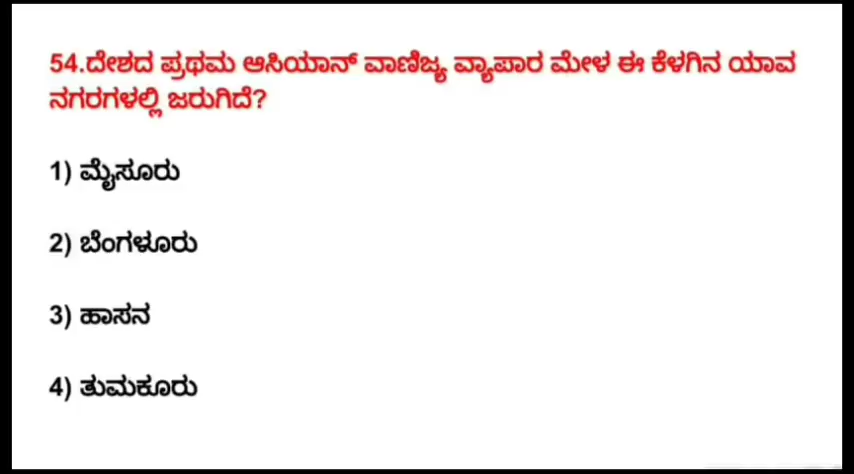 54.ದೇಶದ ಪ್ರಥಮ ಆಸಿಯಾನ್ ವಾಣಿಜ್ಯ ವ್ಯಾಪಾರ ಮೇಳ ಈ ಕೆಳಗಿನ ಯಾವ
ನಗರಗಳಲ್ಲಿ ಜರುಗಿದೆ?
1) ಮೈಸೂರು
2) ಬೆಂಗಳೂರು
3) ಹಾಸನ
4) ತುಮಕೂರು